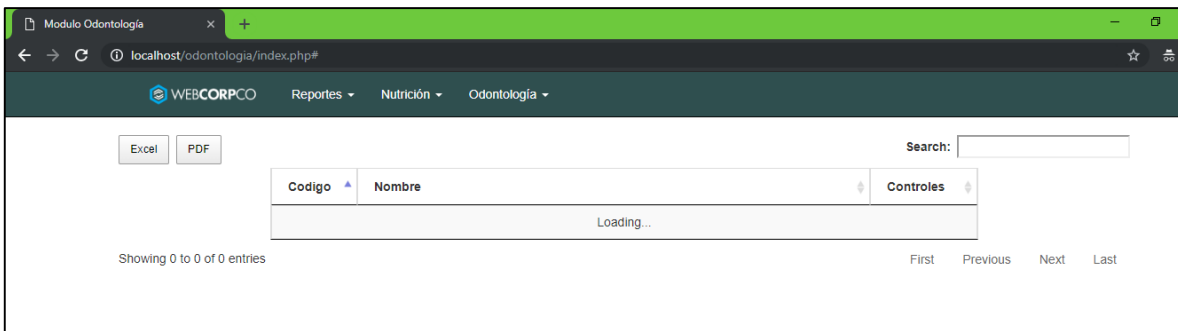 Modulo Odontología
localhost/odontologia/index.php#
WEBCORPCO Reportes Nutrición Odontología
Excel PDF Search:
Codigo Nombre Controles
Loading...
Showing 0 to 0 of 0 entries First Previous Next Last